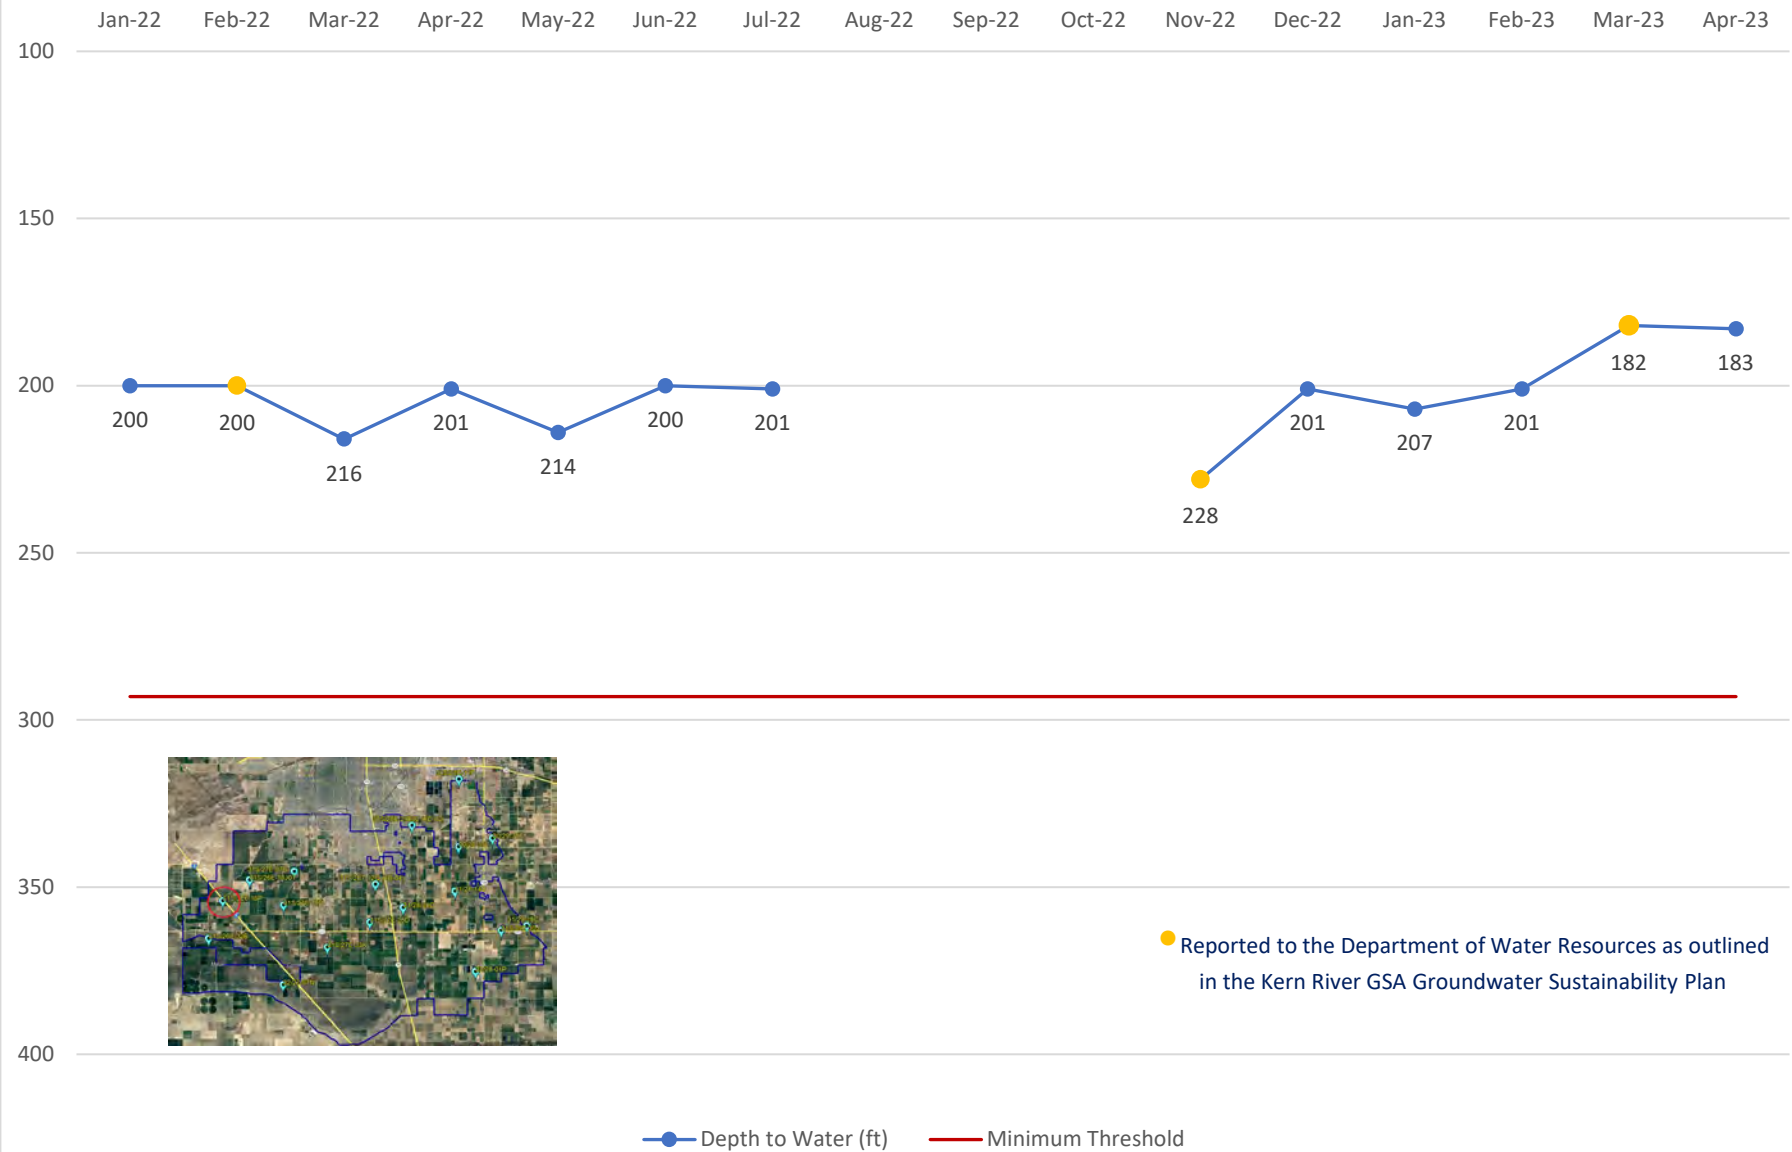 Jan-22 Feb-22 Mar-22 Apr-22 May-22 Jun-22 Jul-22 Aug-22 Sep-22 Oct-22 Nov-22 Dec-22 Jan-23 Feb-23 Mar-23 Apr-23
100
150
200
250
300
350
400
200 200 216 201 214 200 201 228 201 207 201 182 183
Reported to the Department of Water Resources as outlined
in the Kern River GSA Groundwater Sustainability Plan
Depth to Water (ft) Minimum Threshold